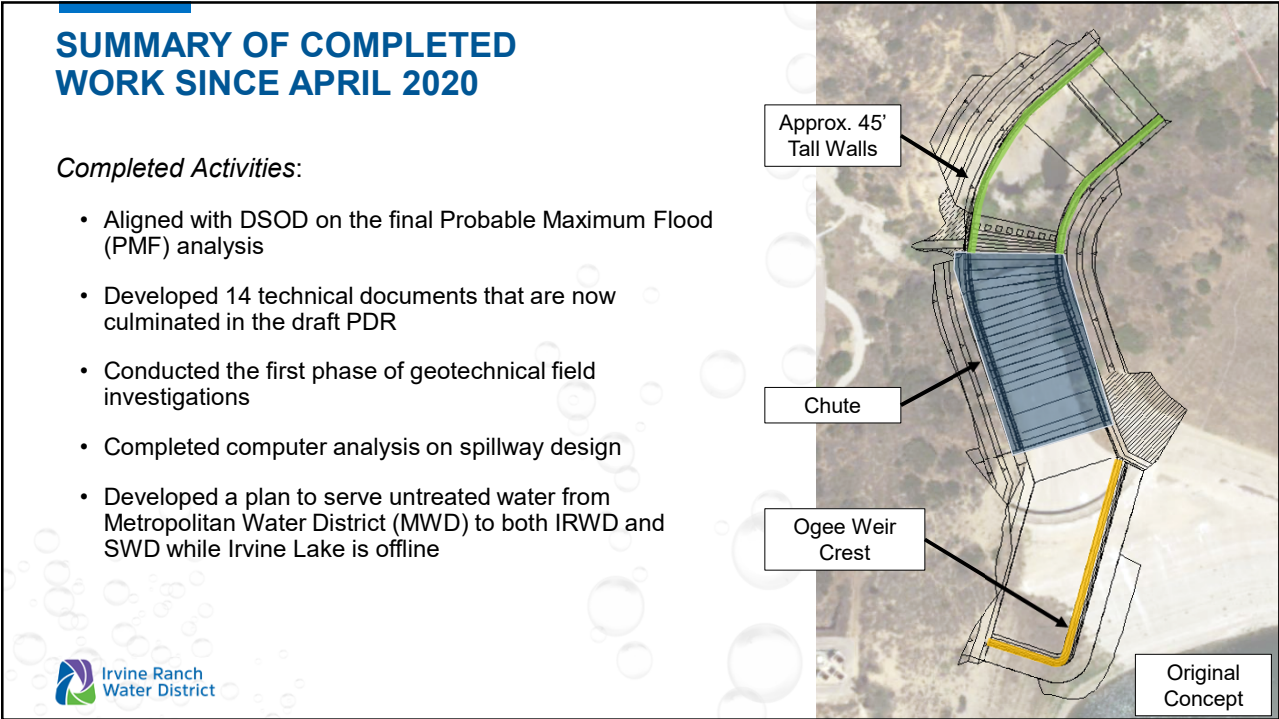 SUMMARY OF COMPLETED
WORK SINCE APRIL 2020
Completed Activities:
• Aligned with DSOD on the final Probable Maximum Flood
(PMF) analysis
• Developed 14 technical documents that are now
culminated in the draft PDR
• Conducted the first phase of geotechnical field
investigations
• Completed computer analysis on spillway design
• Developed a plan to serve untreated water from
Metropolitan Water District (MWD) to both IRWD and
SWD while Irvine Lake is offline
Irvine Ranch
Water District
Approx. 45’
Tall Walls
Chute
Ogee Weir
Crest
Original
Concept